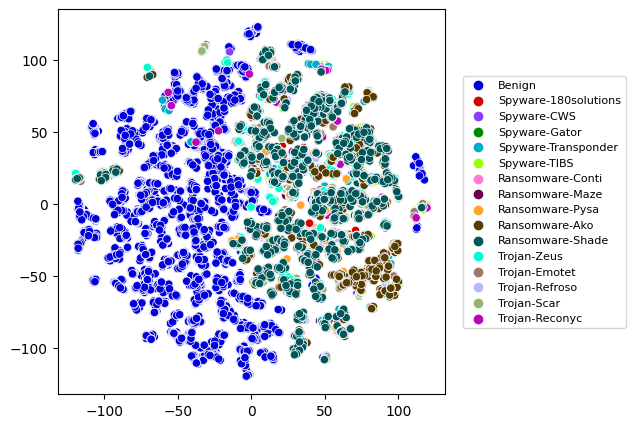 100
50
0
−50
−100
−100
−50
0
50
100
Benign
Spyware-180solutions
Spyware-CWS
Spyware-Gator
Spyware-Transponder
Spyware-TIBS
Ransomware-Conti
Ransomware-Maze
Ransomware-Pysa
Ransomware-Ako
Ransomware-Shade
Trojan-Zeus
Trojan-Emotet
Trojan-Refroso
Trojan-Scar
Trojan-Reconyc